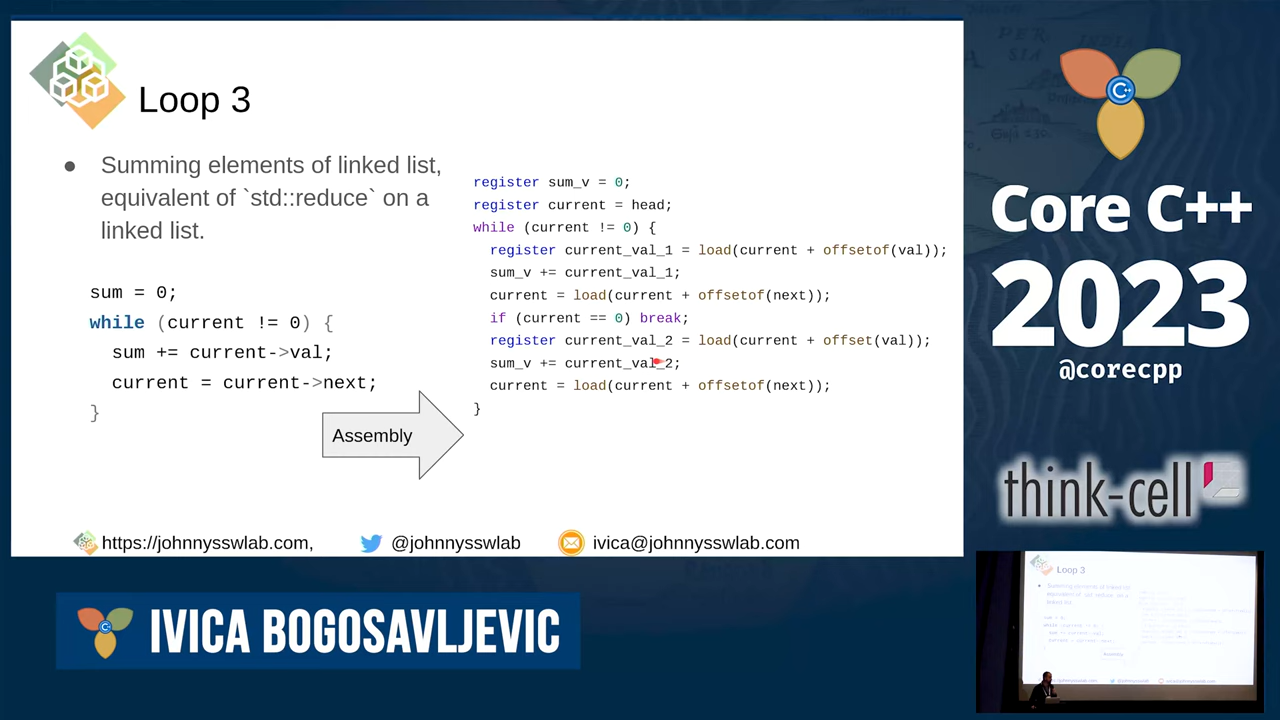 Loop 3
● Summing elements of linked list,
equivalent of `std::reduce` on a
linked list.
sum = 0;
while (current != 0) {
  sum += current->val;
  current = current->next;
}
Assembly
register sum_v = 0;
register current = head;
while (current != 0) {
  register current_val_1 = load(current + offsetof(val));
  sum_v += current_val_1;
  current = load(current + offsetof(next));
  if (current == 0) break;
  register current_val_2 = load(current + offset(val));
  sum_v += current_val_2;
  current = load(current + offsetof(next));
}
https://johnnysswlab.com,
@johnnysswlab
ivica@johnnysswlab.com
C++
Core C++
2023
@corecpp
think-cell
C++
IVICA BOGOSAVLJEVIC
Loop 3